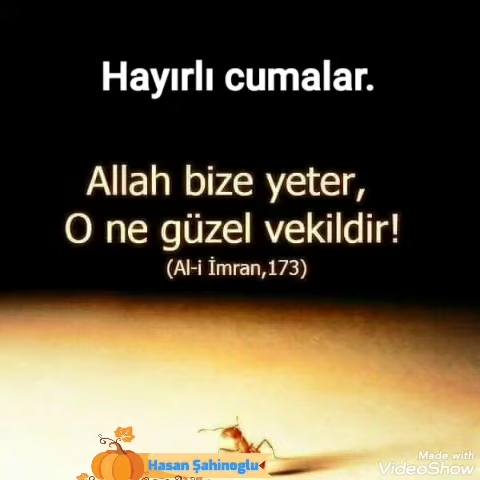 Hayırlı cumalar.
Allah bize yeter,
O ne güzel vekildir!
(Al-i İmran,173)
Hasan Şahinoglu
Made with
VideoShow